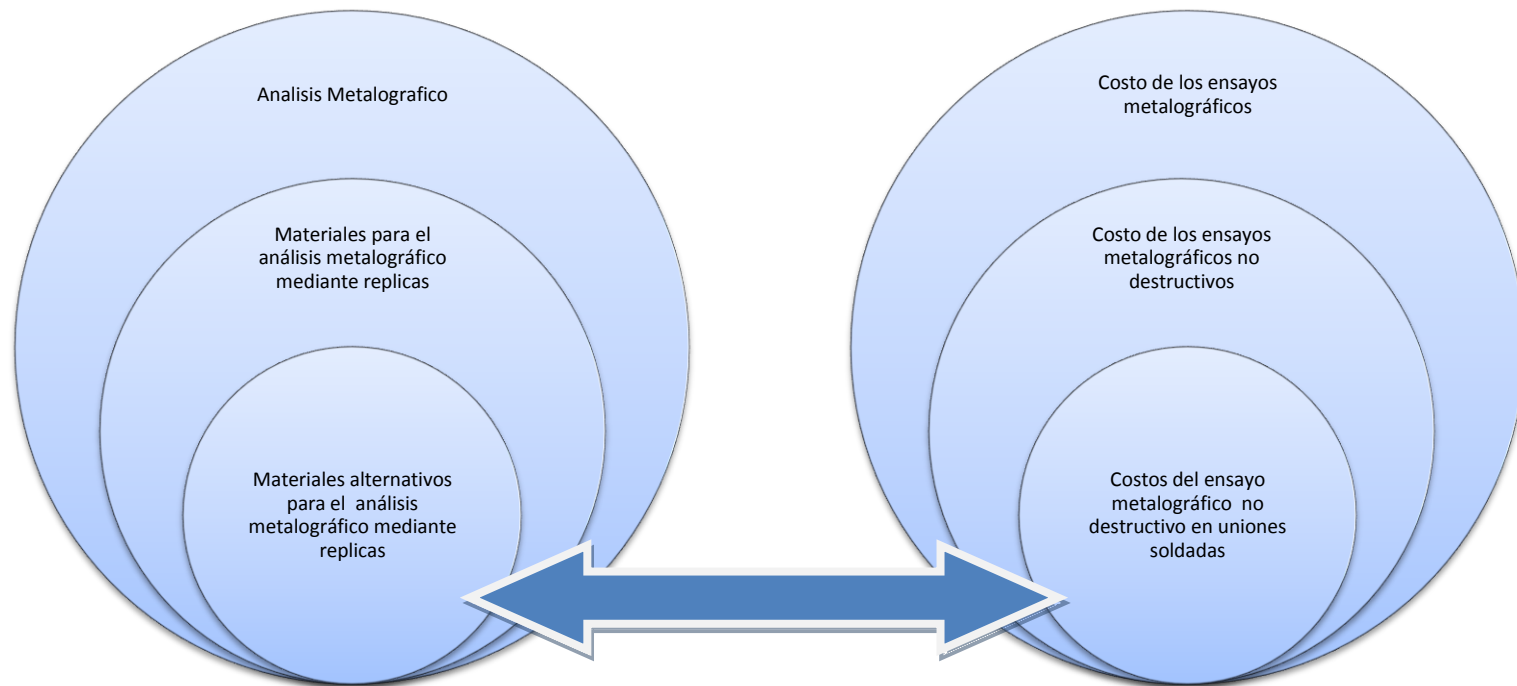 Analisis Metalografico
Materiales para el
análisis metalográfico
mediante replicas
Materiales alternativos
para el análisis
metalográfico mediante
replicas
Costo de los ensayos
metalográficos
Costo de los ensayos
metalográficos no
destructivos
Costos del ensayo
metalográfico no
destructivo en uniones
soldadas